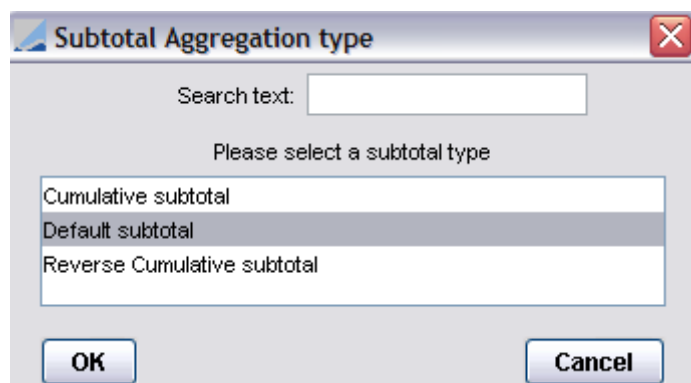 Subtotal Aggregation type
Search text:
Please select a subtotal type
Cumulative subtotal
Default subtotal
Reverse Cumulative subtotal
OK Cancel